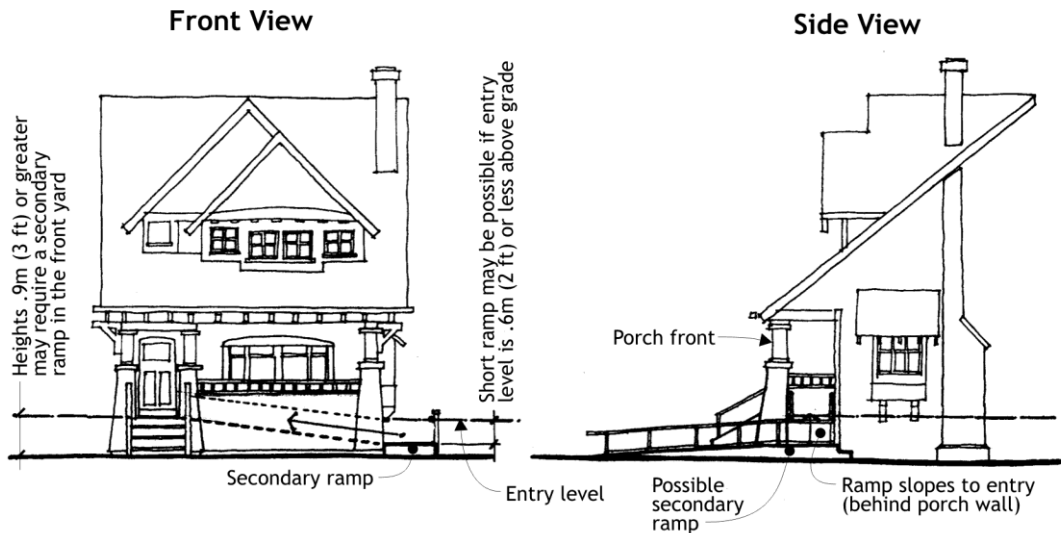 Front View
Side View
Heights .9m (3 ft) or greater
may require a secondary
ramp in the front yard
Short ramp may be possible if entry
level is .6m (2 ft) or less above grade
Porch front
Secondary ramp
Entry level
Possible
secondary
ramp
Ramp slopes to entry
(behind porch wall)